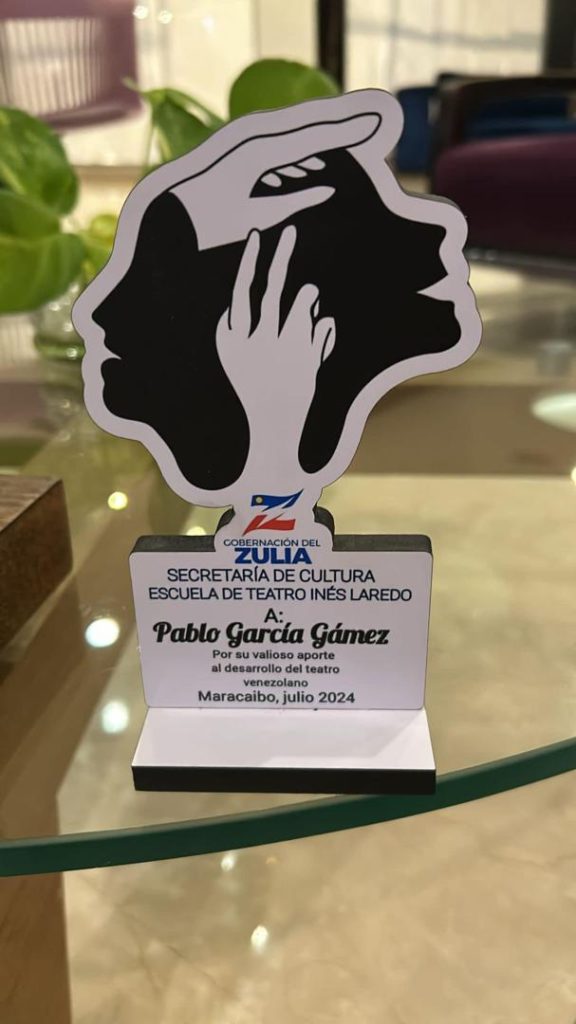 GOBERNACIÓN DEL
ZULIA
SECRETARÍA DE CULTURA
ESCUELA DE TEATRO INÉS LAREDO
A:
Pablo García Gámez
Por su valioso aporte
al desarrollo del teatro
venezolano
Maracaibo, julio 2024